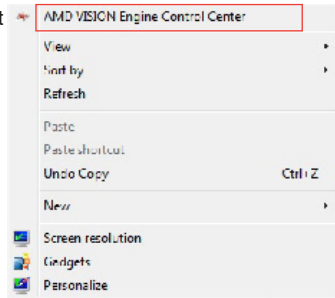 t
AMD VISION Engine Control Center
View
Sort by
Refresh
Paste
Paste shortcut
Undo Copy Ctrl+Z
New
Screen resolution
Gadgets
Personalize